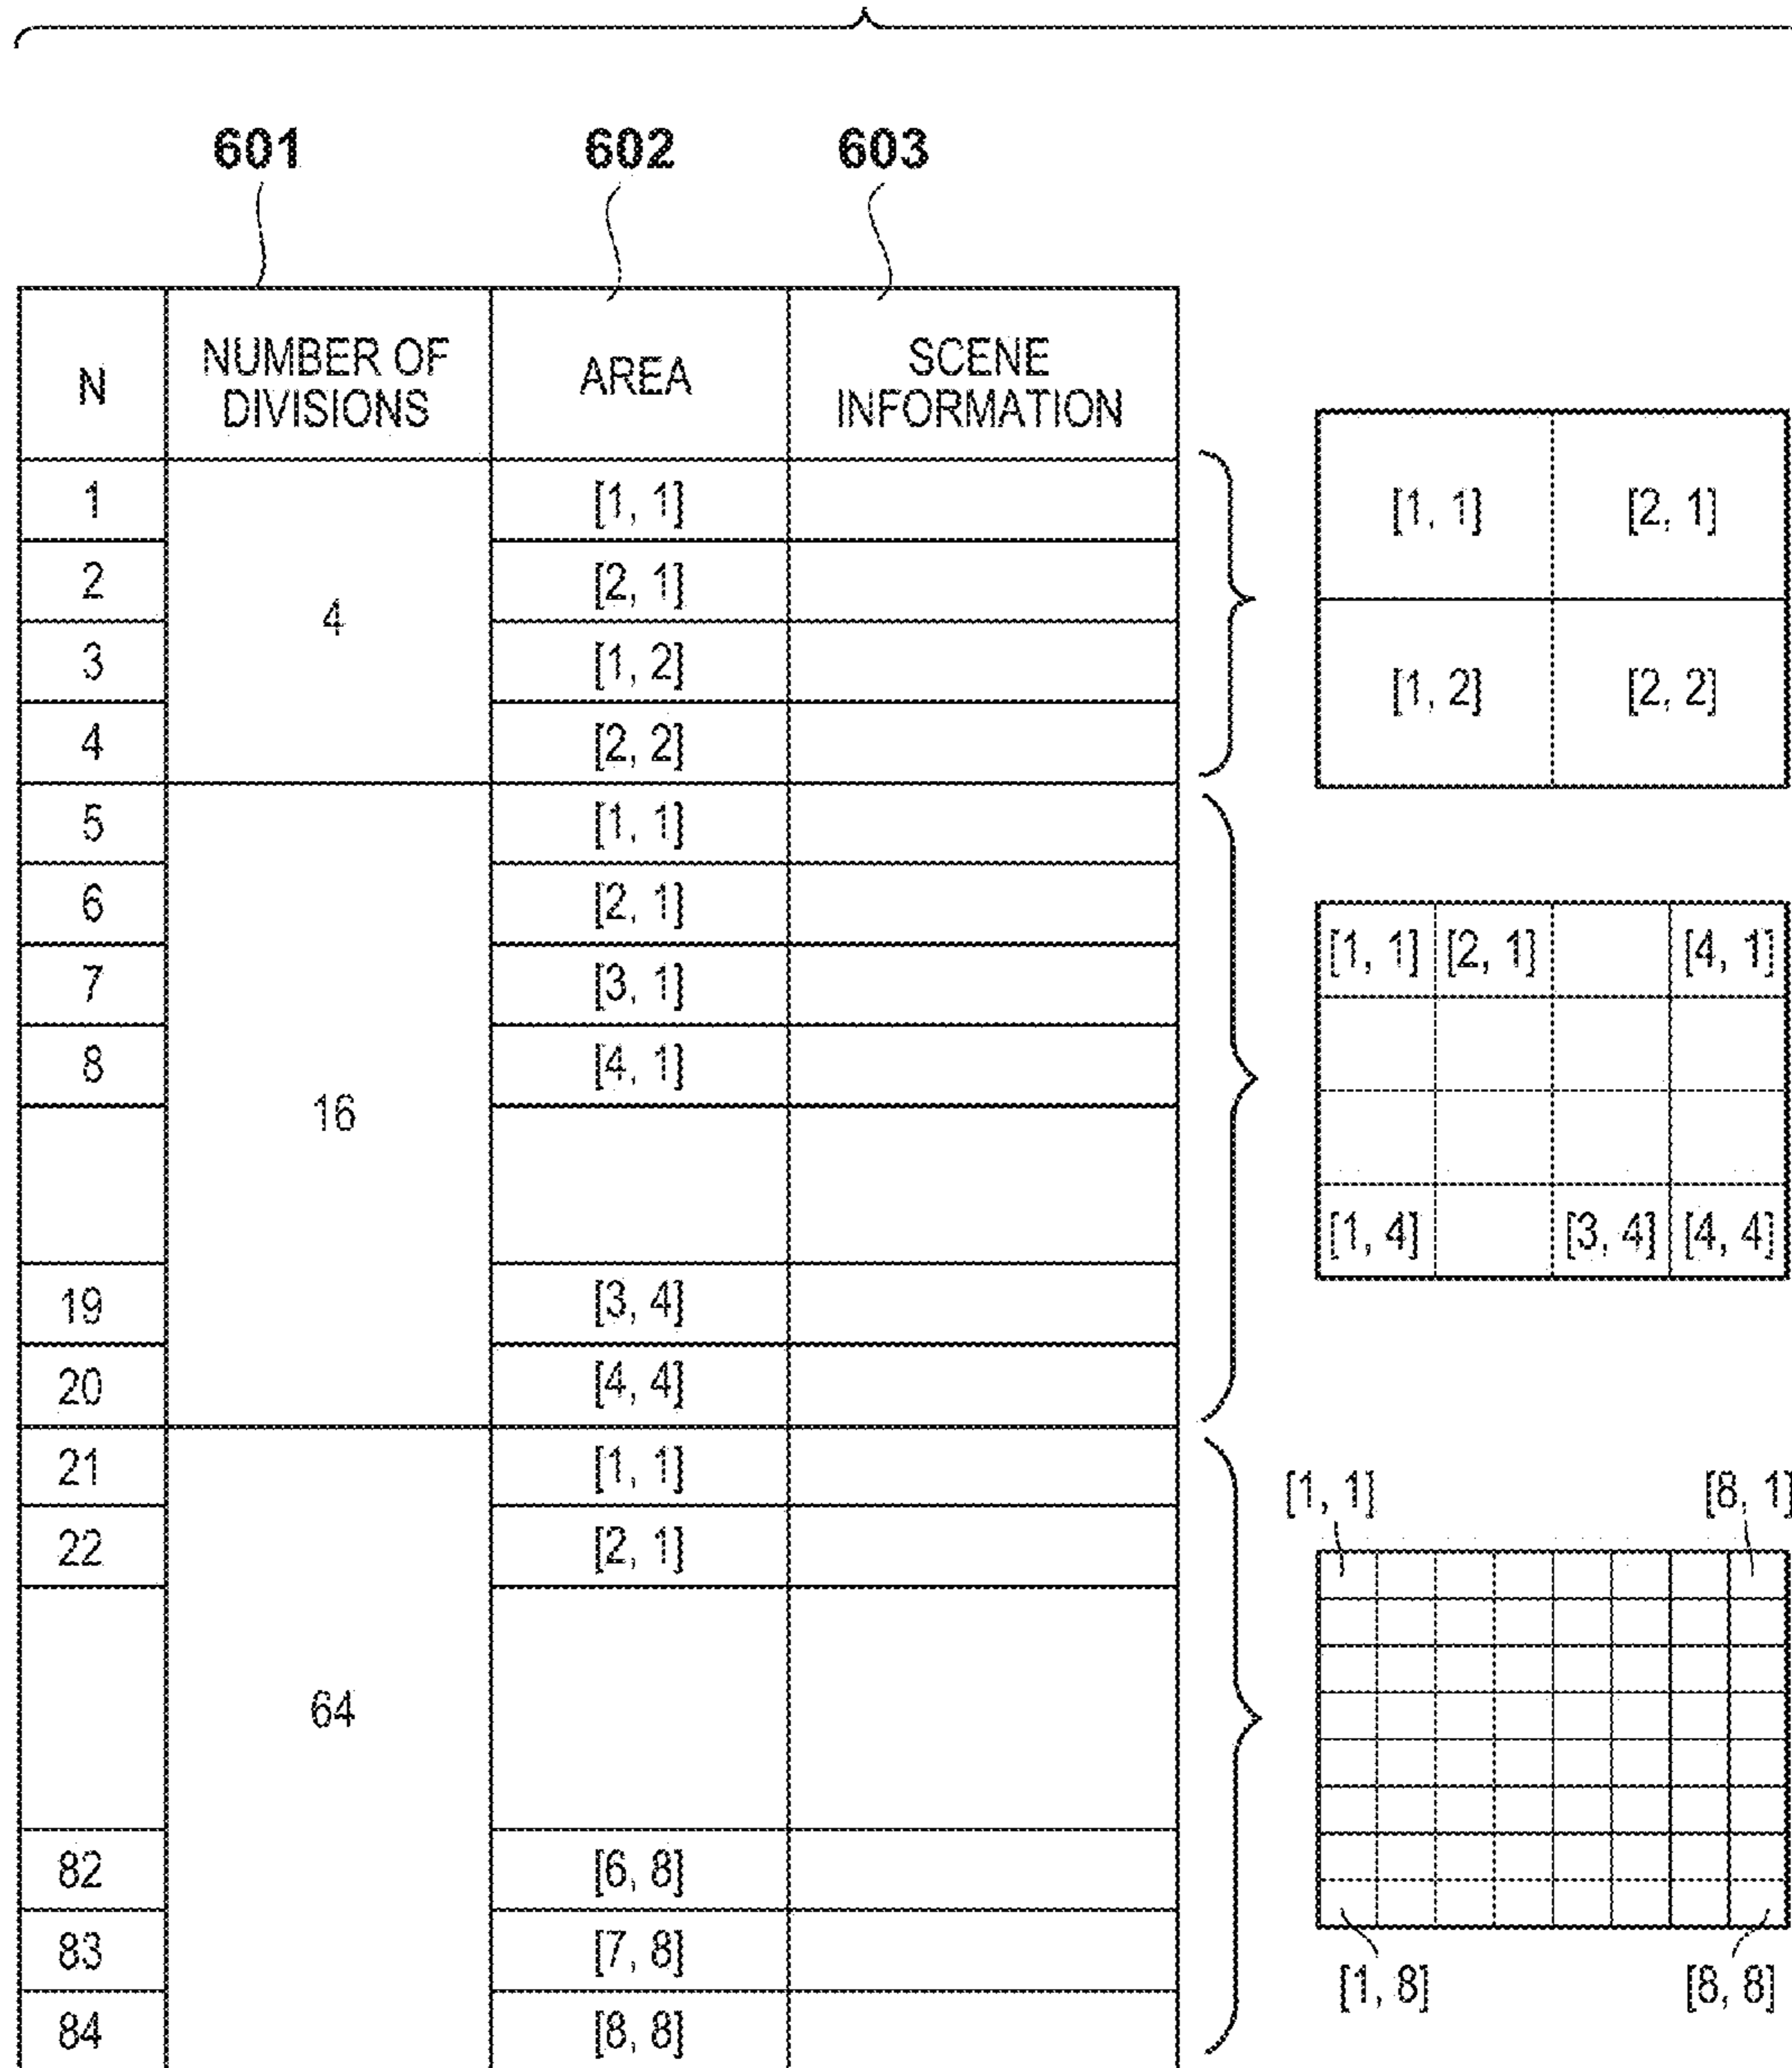 601 602 603
N NUMBER OF DIVISIONS AREA SCENE INFORMATION
1 4 [1, 1]
2 [2, 1]
3 [1, 2]
4 [2, 2]
5 16 [1, 1]
6 [2, 1]
7 [3, 1]
8 [4, 1]
19 [3, 4]
20 [4, 4]
21 64 [1, 1]
22 [2, 1]
82 [6, 8]
83 [7, 8]
84 [8, 8]
[1, 1] [2, 1]
[1, 2] [2, 2]
[1, 1] [2, 1] [4, 1]
[1, 4] [3, 4] [4, 4]
[1, 1] [8, 1]
[1, 8] [8, 8]